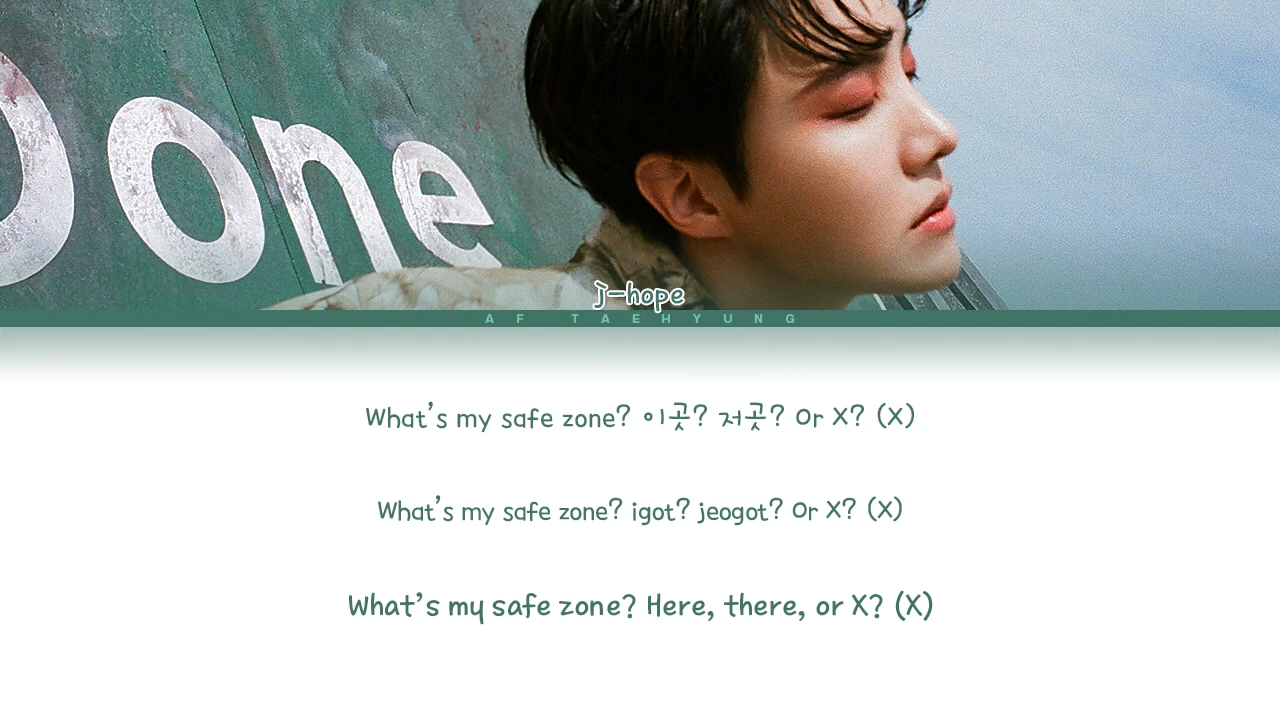 one
j-hope
AF TAEHYUNG
What's my safe zone? 이곳? 저곳? Or X? (X)
What's my safe zone? igot? jeogot? Or X? (X)
What's my safe zone? Here, there, or X? (X)